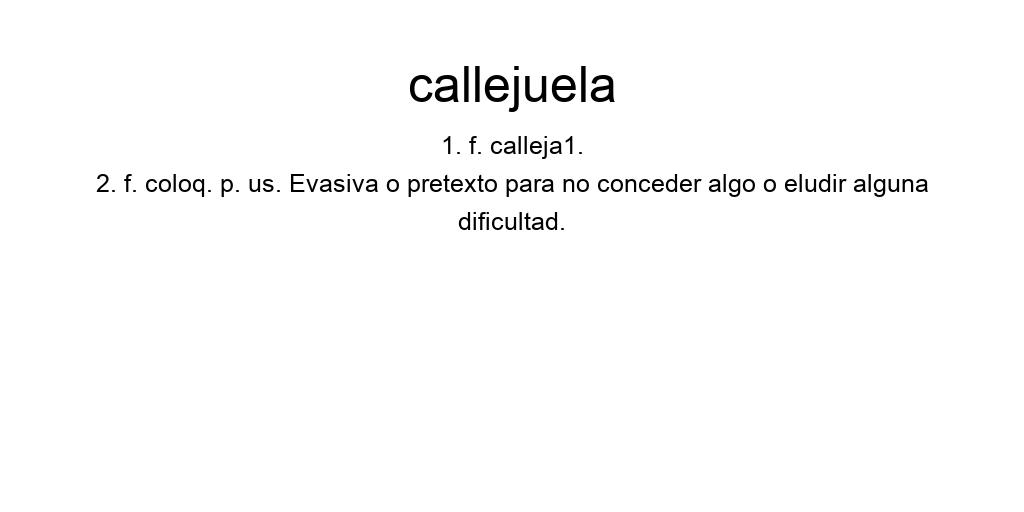 callejuela
1. f. calleja1.
2. f. coloq. p. us. Evasiva o pretexto para no conceder algo o eludir alguna
dificultad.